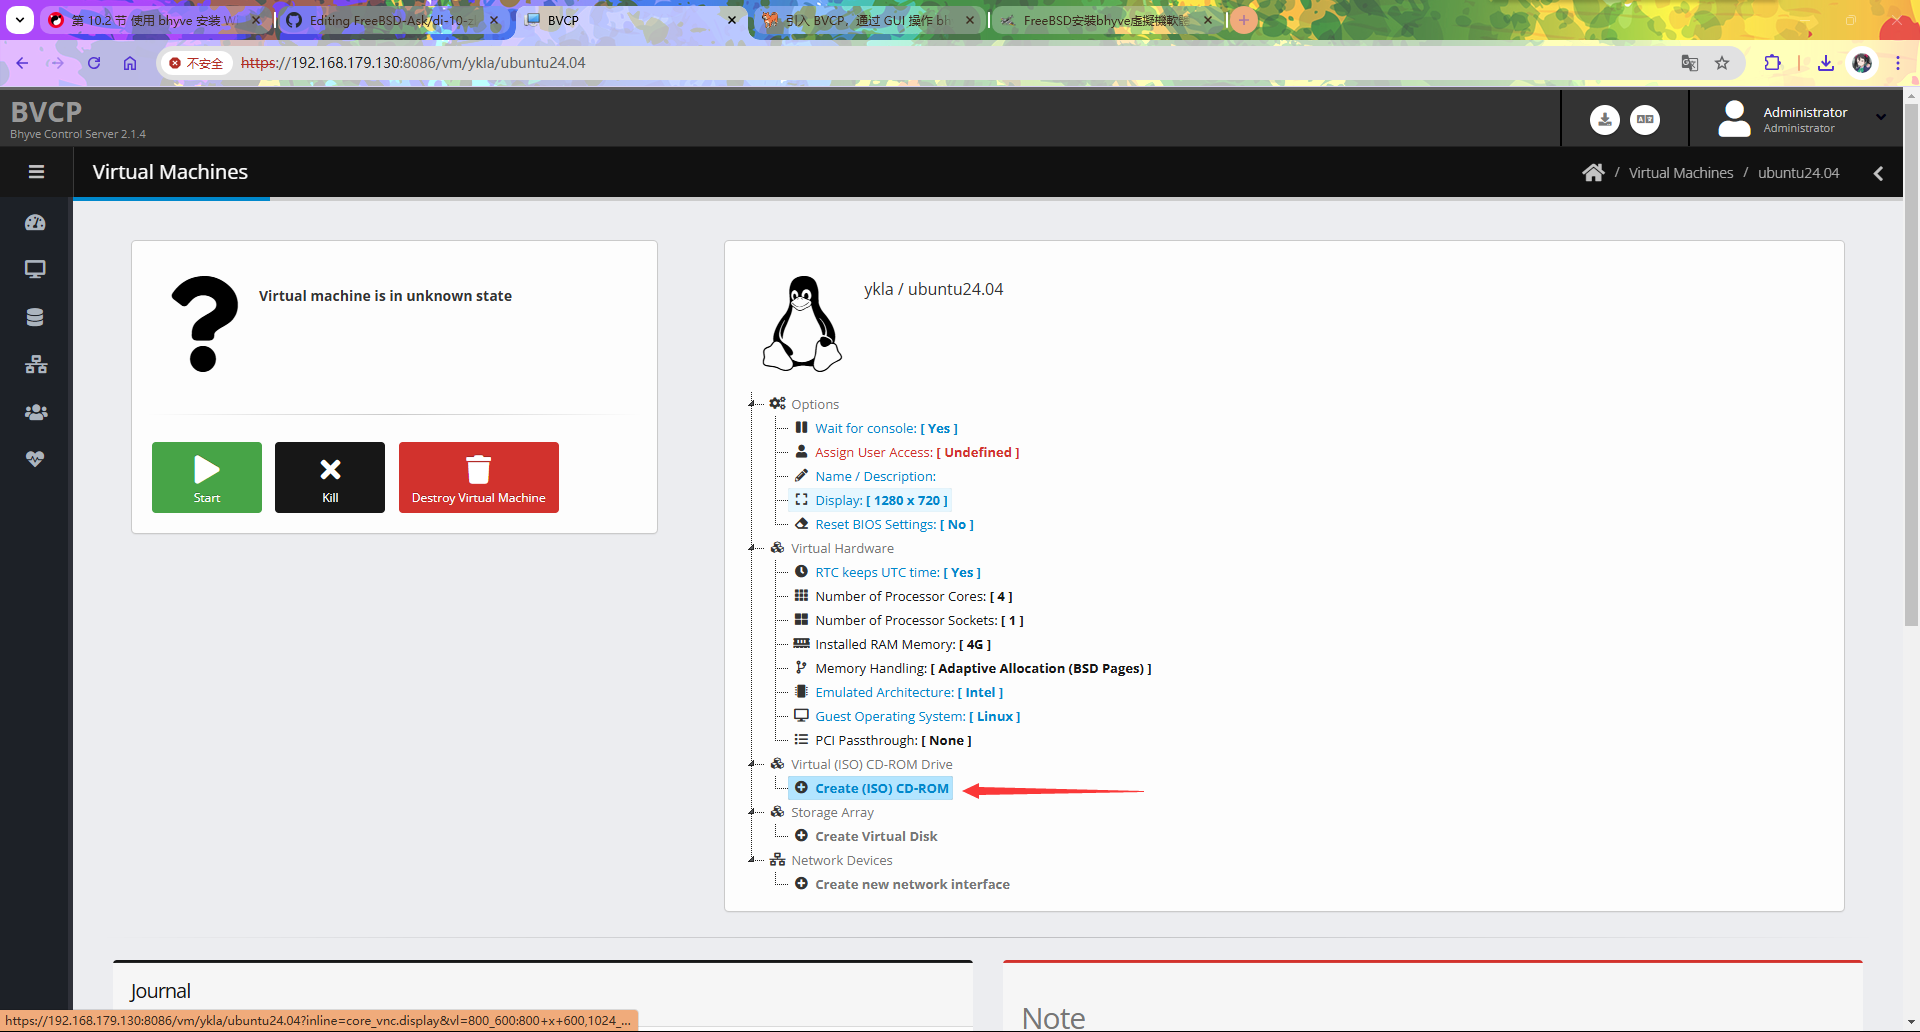 第 10.2 节 使用 bhyve 安装 W
Editing FreeBSD-Ask/di-10-z
BVCP
引入 BVCP，通过 GUI 操作 bh
FreeBSD安裝bhyve虛擬機軟
不安全
https://192.168.179.130:8086/vm/ykla/ubuntu24.04
BVCP
Bhyve Control Server 2.1.4
Administrator
Administrator
Virtual Machines
/ Virtual Machines / ubuntu24.04
Virtual machine is in unknown state
Start
Kill
Destroy Virtual Machine
ykla / ubuntu24.04
Options
Wait for console: [ Yes ]
Assign User Access: [ Undefined ]
Name / Description:
Display: [ 1280 x 720 ]
Reset BIOS Settings: [ No ]
Virtual Hardware
RTC keeps UTC time: [ Yes ]
Number of Processor Cores: [ 4 ]
Number of Processor Sockets: [ 1 ]
Installed RAM Memory: [ 4G ]
Memory Handling: [ Adaptive Allocation (BSD Pages) ]
Emulated Architecture: [ Intel ]
Guest Operating System: [ Linux ]
PCI Passthrough: [ None ]
Virtual (ISO) CD-ROM Drive
Create (ISO) CD-ROM
Storage Array
Create Virtual Disk
Network Devices
Create new network interface
Journal
Note
https://192.168.179.130:8086/vm/ykla/ubuntu24.04?inline=core_vnc.display&vl=800_600:800+x+600,1024_...